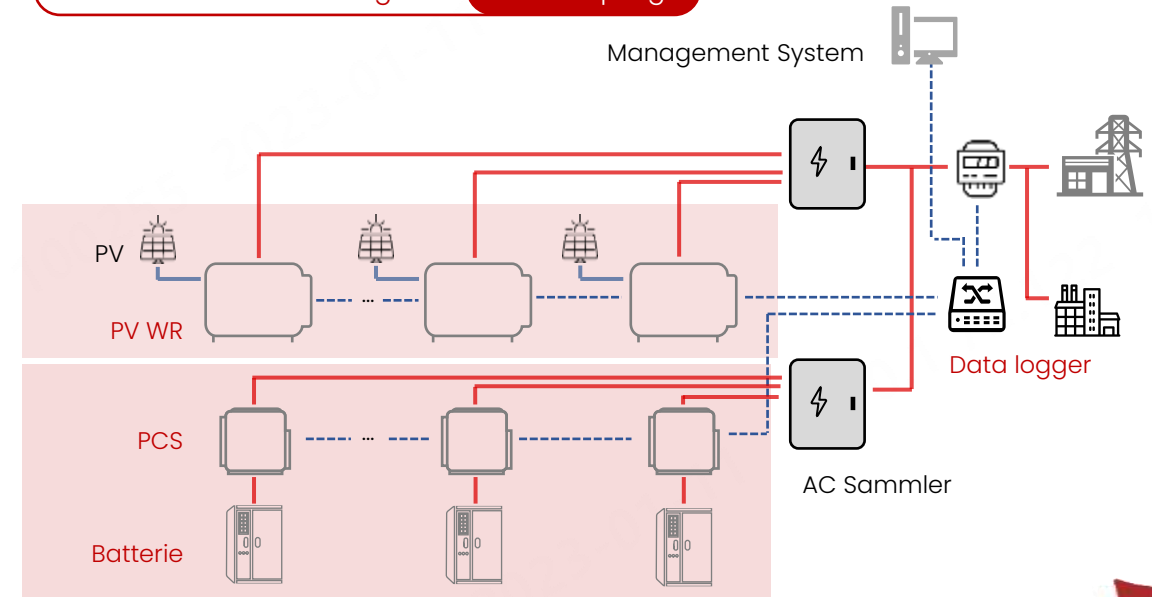 Management System
PV
PV WR
...
...
Data logger
PCS
...
AC Sammler
Batterie